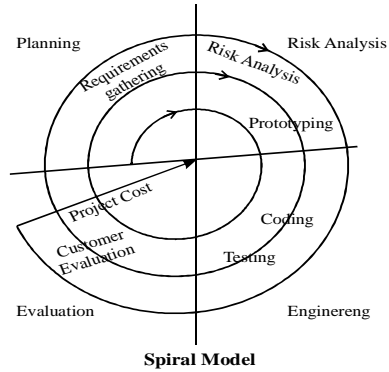 Planning
Risk Analysis
Requirements
gathering
Risk Analysis
Prototyping
Project Cost
Coding
Customer
Evaluation
Testing
Evaluation
Enginereng
Spiral Model